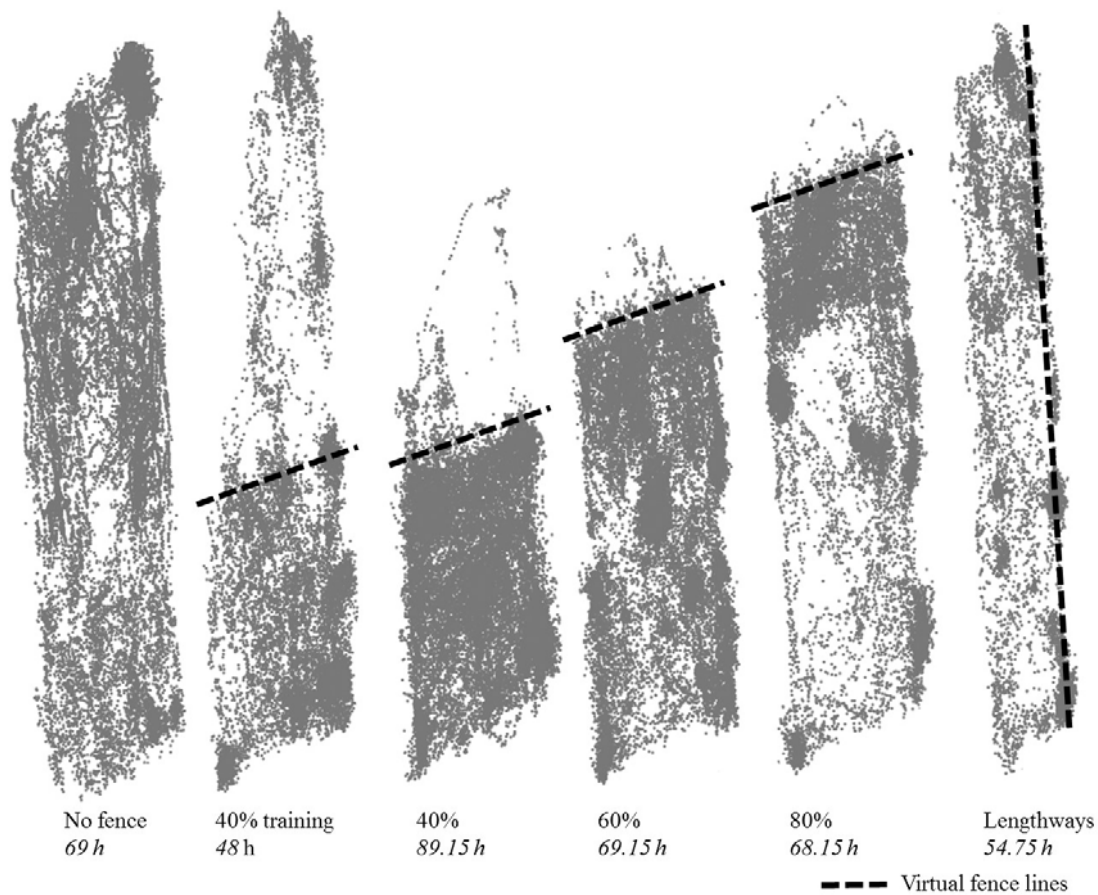 No fence 40% training 40% 60% 80% Lengthways
69 h 48 h 89.15 h 69.15 h 68.15 h 54.75 h
Virtual fence lines